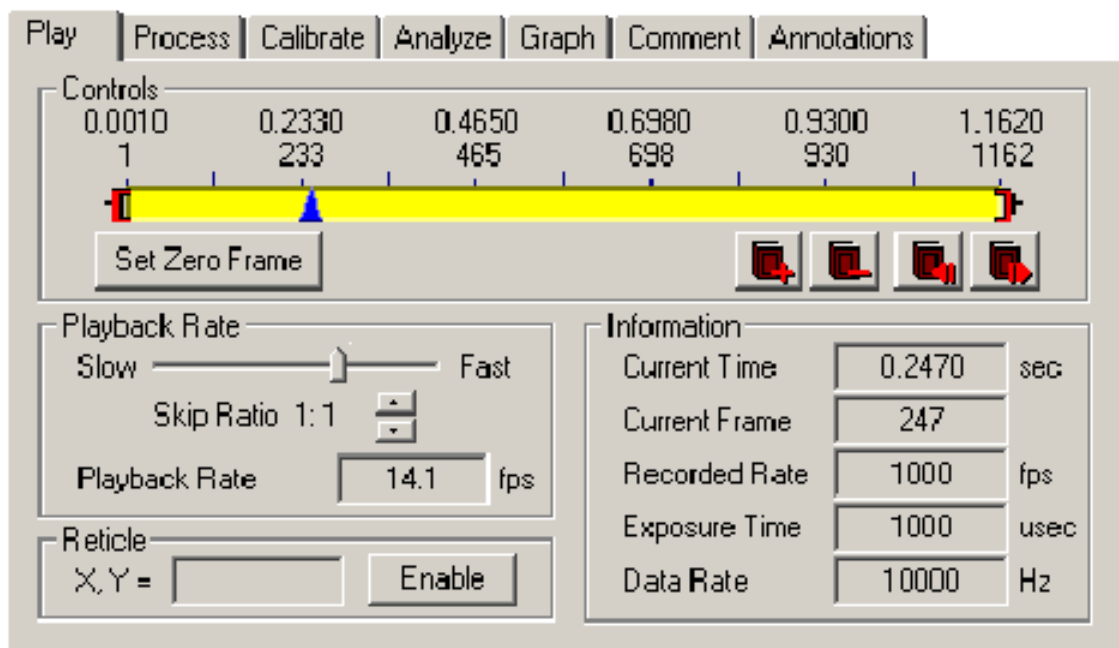 Play Process Calibrate Analyze Graph Comment Annotations
Controls
0.0010 0.2330 0.4650 0.6980 0.9300 1.1620
1 233 465 698 930 1162
Set Zero Frame
Playback Rate
Slow Fast
Skip Ratio 1: 1
Playback Rate 14.1 fps
Reticle
X, Y = Enable
Information
Current Time 0.2470 sec
Current Frame 247
Recorded Rate 1000 fps
Exposure Time 1000 usec
Data Rate 10000 Hz